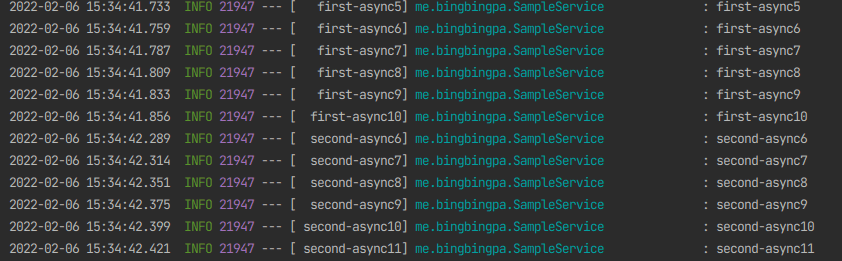 2022-02-06 15:34:41.733 INFO 21947 --- [ first-async5] me.bingbingpa.SampleService : first-async5
2022-02-06 15:34:41.759 INFO 21947 --- [ first-async6] me.bingbingpa.SampleService : first-async6
2022-02-06 15:34:41.787 INFO 21947 --- [ first-async7] me.bingbingpa.SampleService : first-async7
2022-02-06 15:34:41.809 INFO 21947 --- [ first-async8] me.bingbingpa.SampleService : first-async8
2022-02-06 15:34:41.833 INFO 21947 --- [ first-async9] me.bingbingpa.SampleService : first-async9
2022-02-06 15:34:41.856 INFO 21947 --- [ first-async10] me.bingbingpa.SampleService : first-async10
2022-02-06 15:34:42.289 INFO 21947 --- [ second-async6] me.bingbingpa.SampleService : second-async6
2022-02-06 15:34:42.314 INFO 21947 --- [ second-async7] me.bingbingpa.SampleService : second-async7
2022-02-06 15:34:42.351 INFO 21947 --- [ second-async8] me.bingbingpa.SampleService : second-async8
2022-02-06 15:34:42.375 INFO 21947 --- [ second-async9] me.bingbingpa.SampleService : second-async9
2022-02-06 15:34:42.399 INFO 21947 --- [ second-async10] me.bingbingpa.SampleService : second-async10
2022-02-06 15:34:42.421 INFO 21947 --- [ second-async11] me.bingbingpa.SampleService : second-async11